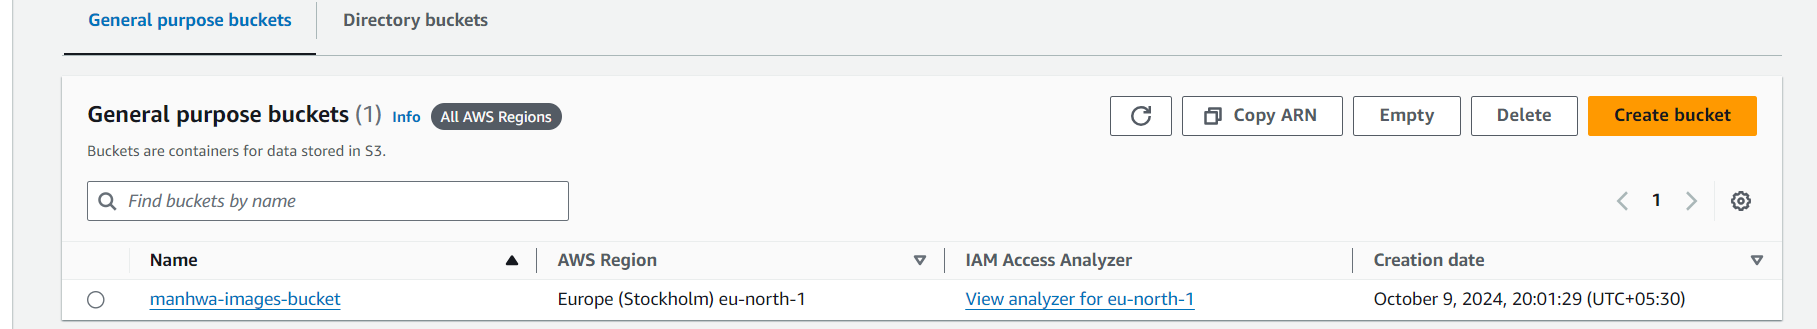 General purpose buckets Directory buckets
General purpose buckets (1) Info All AWS Regions Copy ARN Empty Delete Create bucket
Buckets are containers for data stored in S3.
Find buckets by name 1
Name AWS Region IAM Access Analyzer Creation date
manhwa-images-bucket Europe (Stockholm) eu-north-1 View analyzer for eu-north-1 October 9, 2024, 20:01:29 (UTC+05:30)